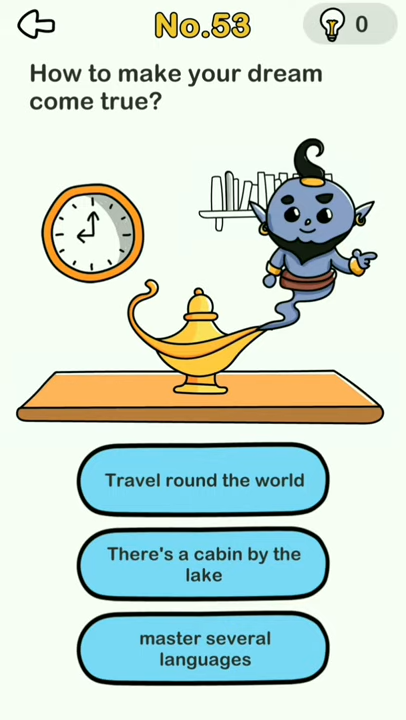 No.53
0
How to make your dream
come true?
Travel round the world
There's a cabin by the
lake
master several
languages